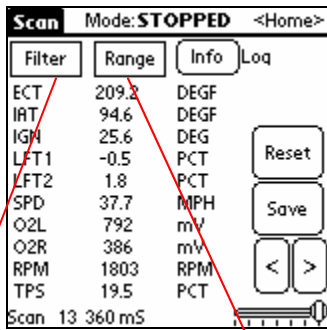 Scan Mode:STOPPED <Home>
Filter Range Info Log
ECT 209.2 DEGF
IAT 94.6 DEGF
IGN 25.6 DEG
LFT1 -0.5 PCT
LFT2 1.8 PCT
SPD 37.7 MPH
O2L 792 mV
O2R 386 mV
RPM 1803 RPM
TPS 19.5 PCT
Reset
Save
< >
Scan 13 360 mS